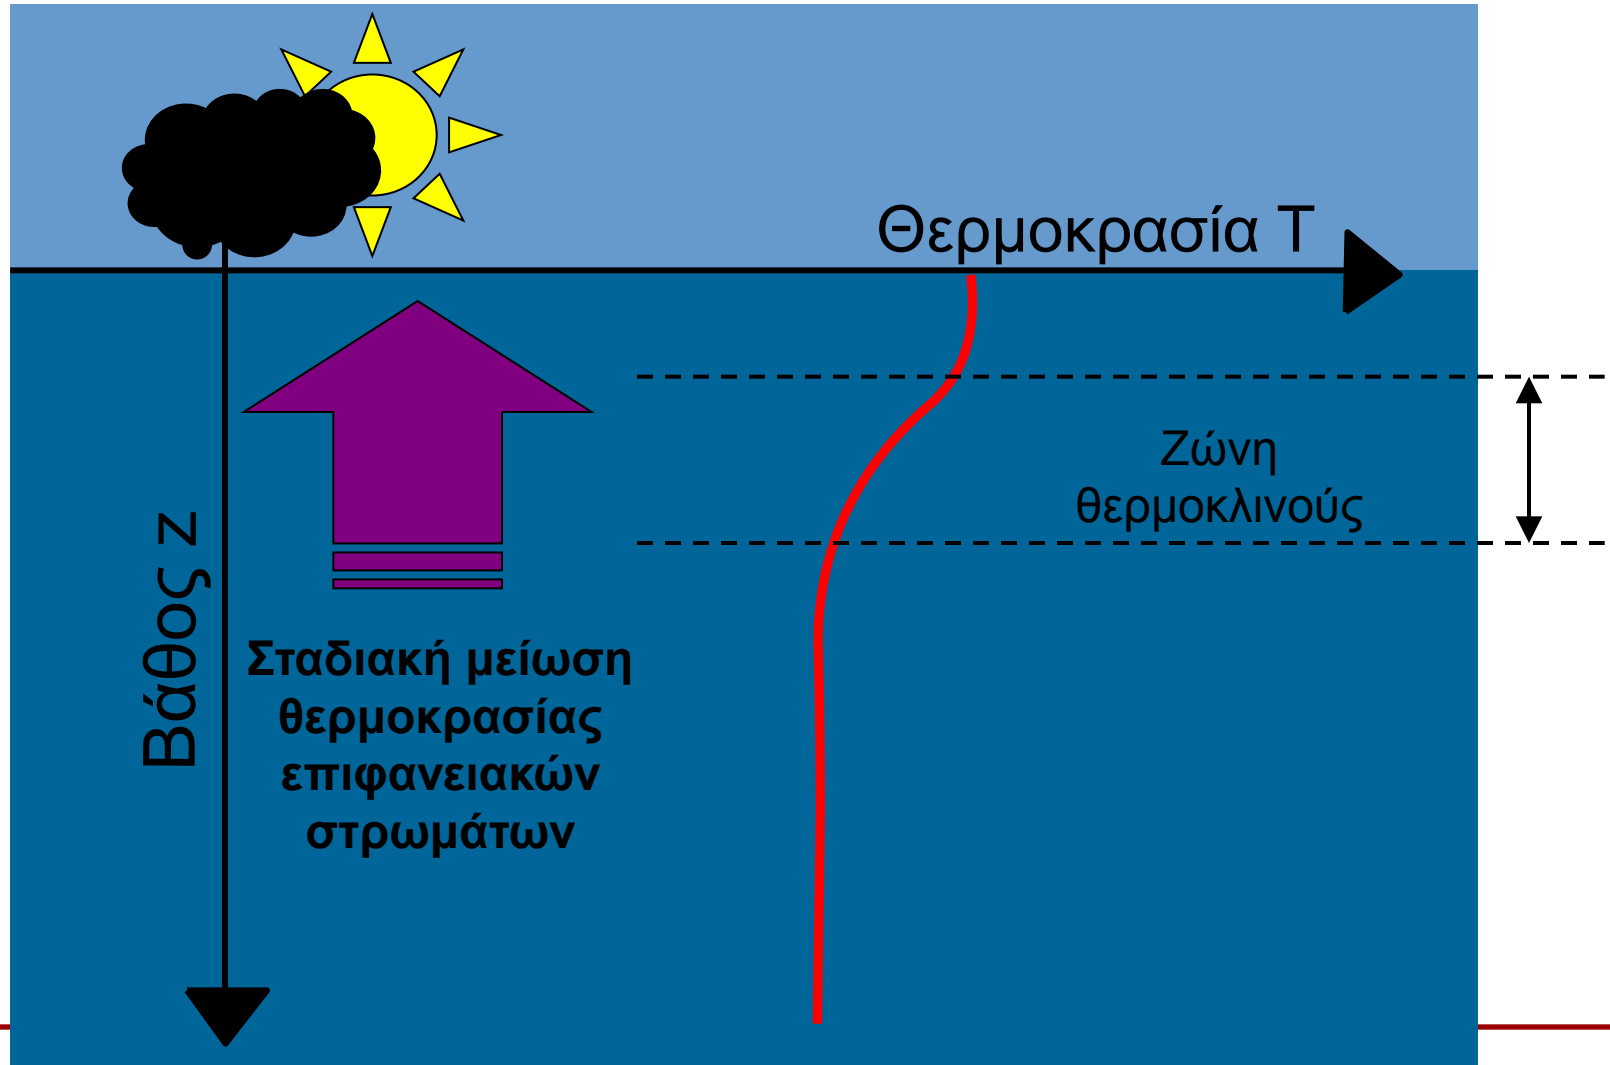 Θερμοκρασία Τ
Ζώνη
θερμοκλινούς
Βάθος z
Σταδιακή μείωση
θερμοκρασίας
επιφανειακών
στρωμάτων